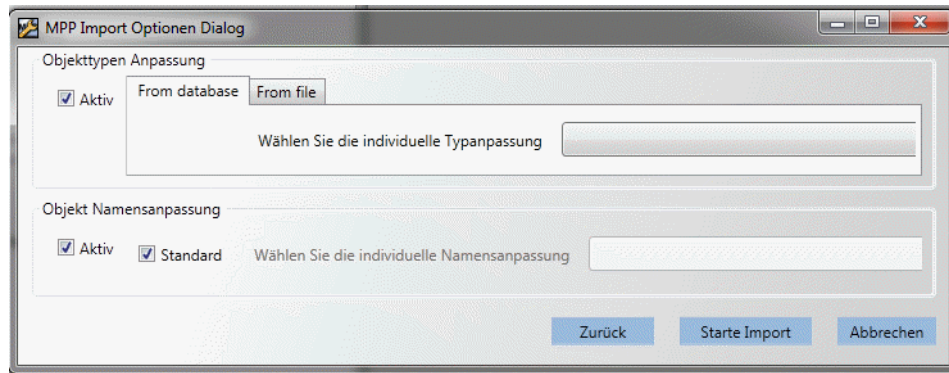 MPP Import Optionen Dialog
Objekttypen Anpassung
Aktiv
From database From file
Wählen Sie die individuelle Typanpassung
Objekt Namensanpassung
Aktiv Standard Wählen Sie die individuelle Namensanpassung
Zurück Starte Import Abbrechen